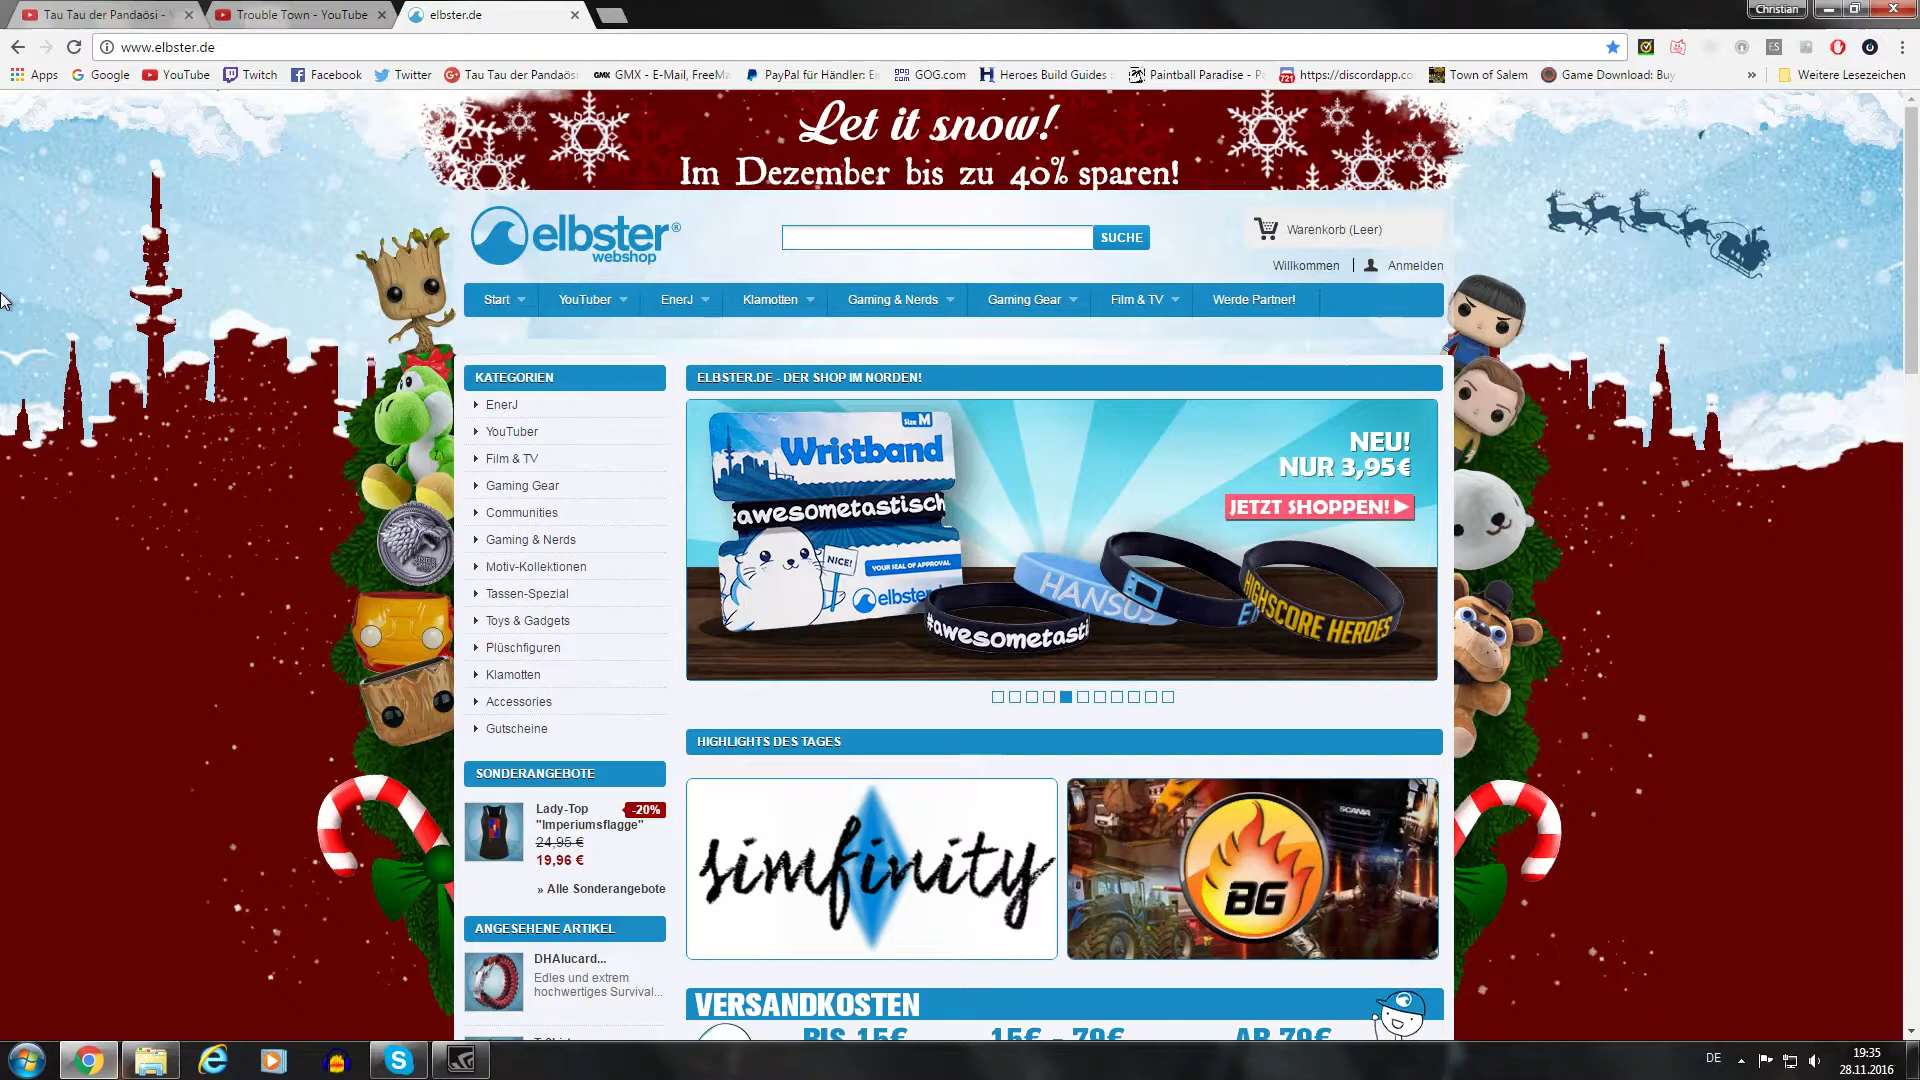 Tau Tau der Pandaösi - Y
Trouble Town - YouTube
elbster.de
Christian
www.elbster.de
Apps
Google
YouTube
Twitch
Facebook
Twitter
Tau Tau der Pandaös
GMX - E-Mail, FreeMa
PayPal für Händler: Ei
GOG.com
Heroes Build Guides :
Paintball Paradise - Pa
https://discordapp.co
Town of Salem
Game Download: Buy
»
Weitere Lesezeichen
Let it snow!
Im Dezember bis zu 40% sparen!
elbster®
webshop
SUCHE
Warenkorb (Leer)
Willkommen
Anmelden
Start
YouTuber
EnerJ
Klamotten
Gaming & Nerds
Gaming Gear
Film & TV
Werde Partner!
KATEGORIEN
EnerJ
YouTuber
Film & TV
Gaming Gear
Communities
Gaming & Nerds
Motiv-Kollektionen
Tassen-Spezial
Toys & Gadgets
Plüschfiguren
Klamotten
Accessories
Gutscheine
ELBSTER.DE - DER SHOP IM NORDEN!
Size M
Wristband
#awesometastisch
NICE!
YOUR SEAL OF APPROVAL
elbster
NEU!
NUR 3,95€
JETZT SHOPPEN!
#awesometasti
HANSUS
HIGHSCORE HEROES
HIGHLIGHTS DES TAGES
simfinity
SCANIA
BG
SONDERANGEBOTE
Lady-Top
"Imperiumsflagge"
-20%
24,95 €
19,96 €
» Alle Sonderangebote
ANGESEHENE ARTIKEL
DHAlucard...
Edles und extrem
hochwertiges Survival...
VERSANDKOSTEN
BIS 15€
15€ - 79€
AB 79€
DE
19:35
28.11.2016